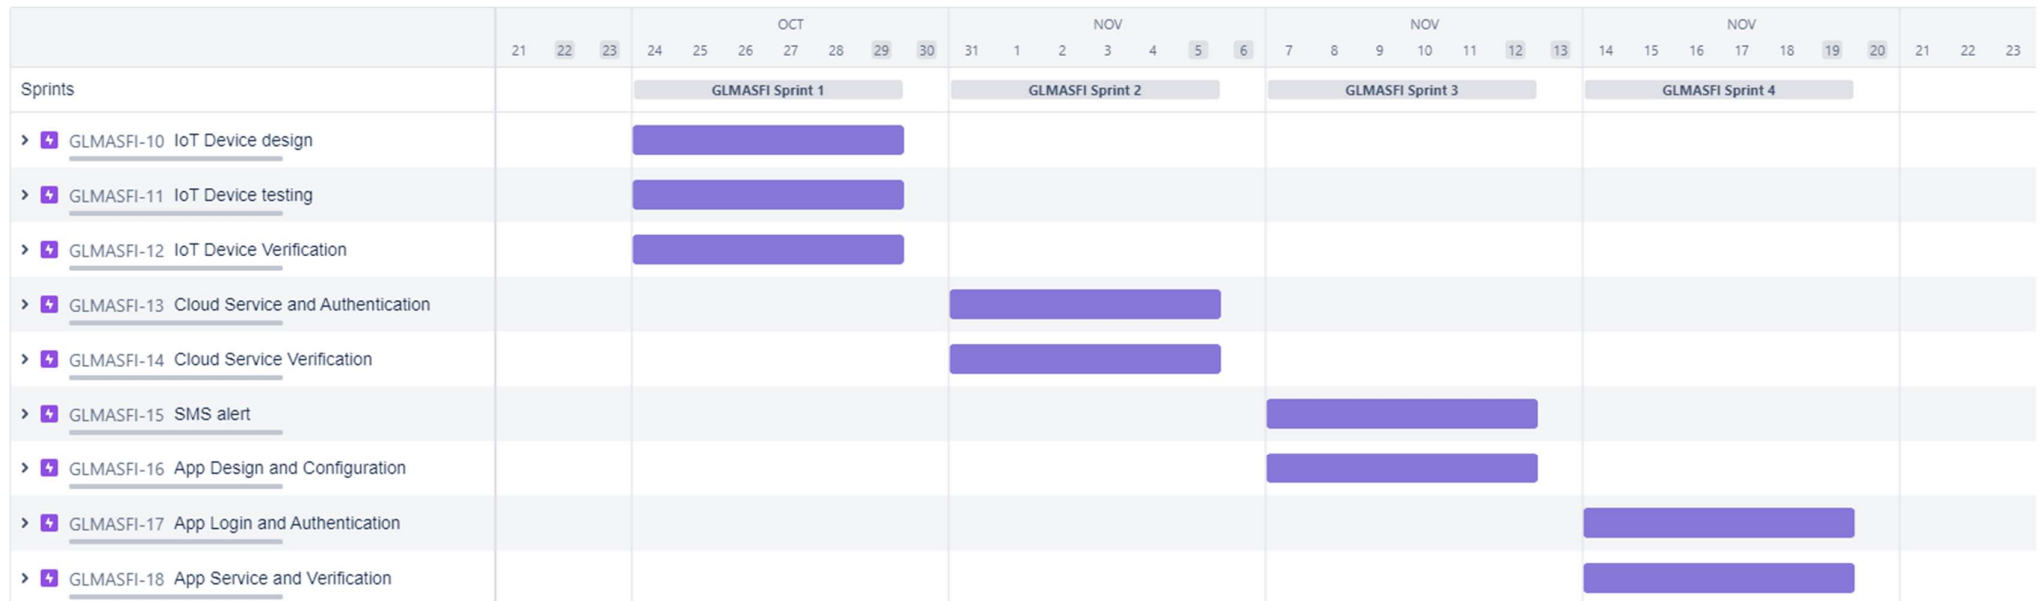 OCT NOV NOV NOV
21 22 23 24 25 26 27 28 29 30 31 1 2 3 4 5 6 7 8 9 10 11 12 13 14 15 16 17 18 19 20 21 22 23
Sprints GLMASFI Sprint 1 GLMASFI Sprint 2 GLMASFI Sprint 3 GLMASFI Sprint 4
GLMASFI-10 IoT Device design
GLMASFI-11 IoT Device testing
GLMASFI-12 IoT Device Verification
GLMASFI-13 Cloud Service and Authentication
GLMASFI-14 Cloud Service Verification
GLMASFI-15 SMS alert
GLMASFI-16 App Design and Configuration
GLMASFI-17 App Login and Authentication
GLMASFI-18 App Service and Verification